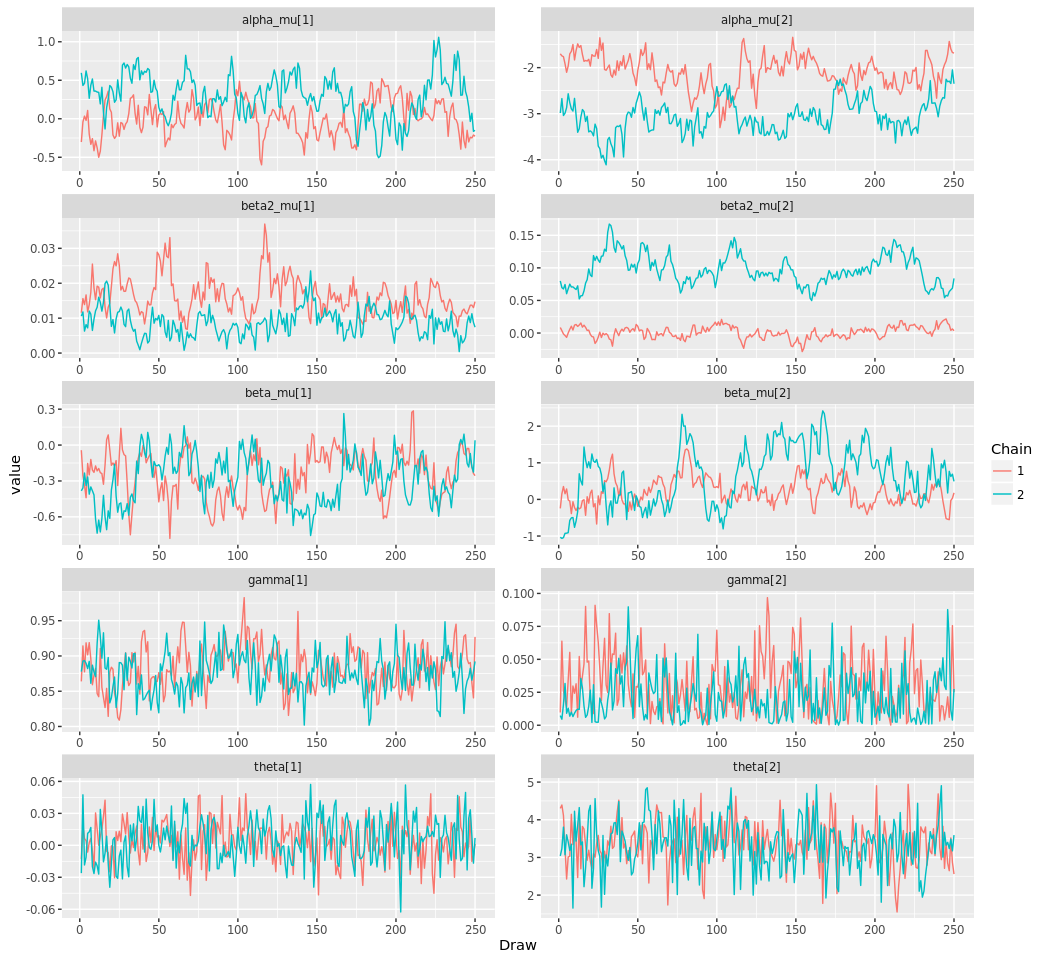 alpha_mu[1] alpha_mu[2]
1.0
0.5
0.0
-0.5
0 50 100 150 200 250
-2
-3
-4
0 50 100 150 200 250
beta2_mu[1] beta2_mu[2]
0.03
0.02
0.01
0.00
0 50 100 150 200 250
0.15
0.10
0.05
0.00
0 50 100 150 200 250
beta_mu[1] beta_mu[2]
0.3
0.0
-0.3
-0.6
0 50 100 150 200 250
2
1
0
-1
0 50 100 150 200 250
gamma[1] gamma[2]
0.95
0.90
0.85
0.80
0 50 100 150 200 250
0.100
0.075
0.050
0.025
0.000
0 50 100 150 200 250
theta[1] theta[2]
0.06
0.03
0.00
-0.03
-0.06
0 50 100 150 200 250
5
4
3
2
0 50 100 150 200 250
value
Draw
Chain
1
2